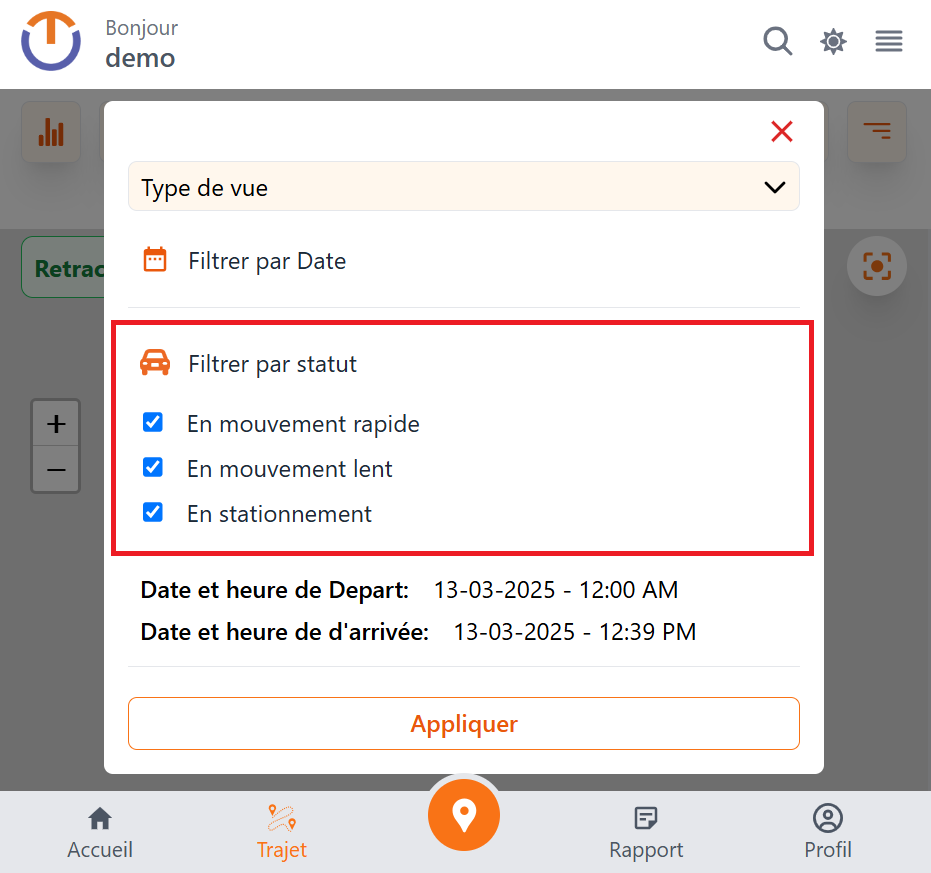 Bonjour
demo
Type de vue
Filtrer par Date
Retrac
Filtrer par statut
En mouvement rapide
En mouvement lent
En stationnement
Date et heure de Depart: 13-03-2025 - 12:00 AM
Date et heure de d'arrivée: 13-03-2025 - 12:39 PM
Appliquer
Accueil
Trajet
Rapport
Profil